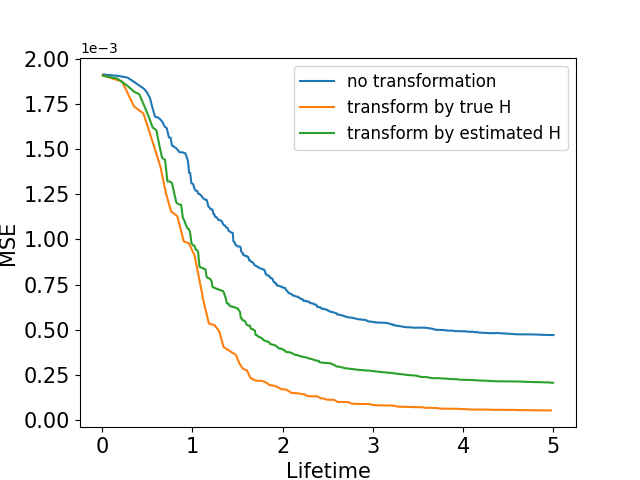 1e−3
2.00
1.75
1.50
1.25
1.00
0.75
0.50
0.25
0.00
MSE
no transformation
transform by true H
transform by estimated H
0 1 2 3 4 5
Lifetime